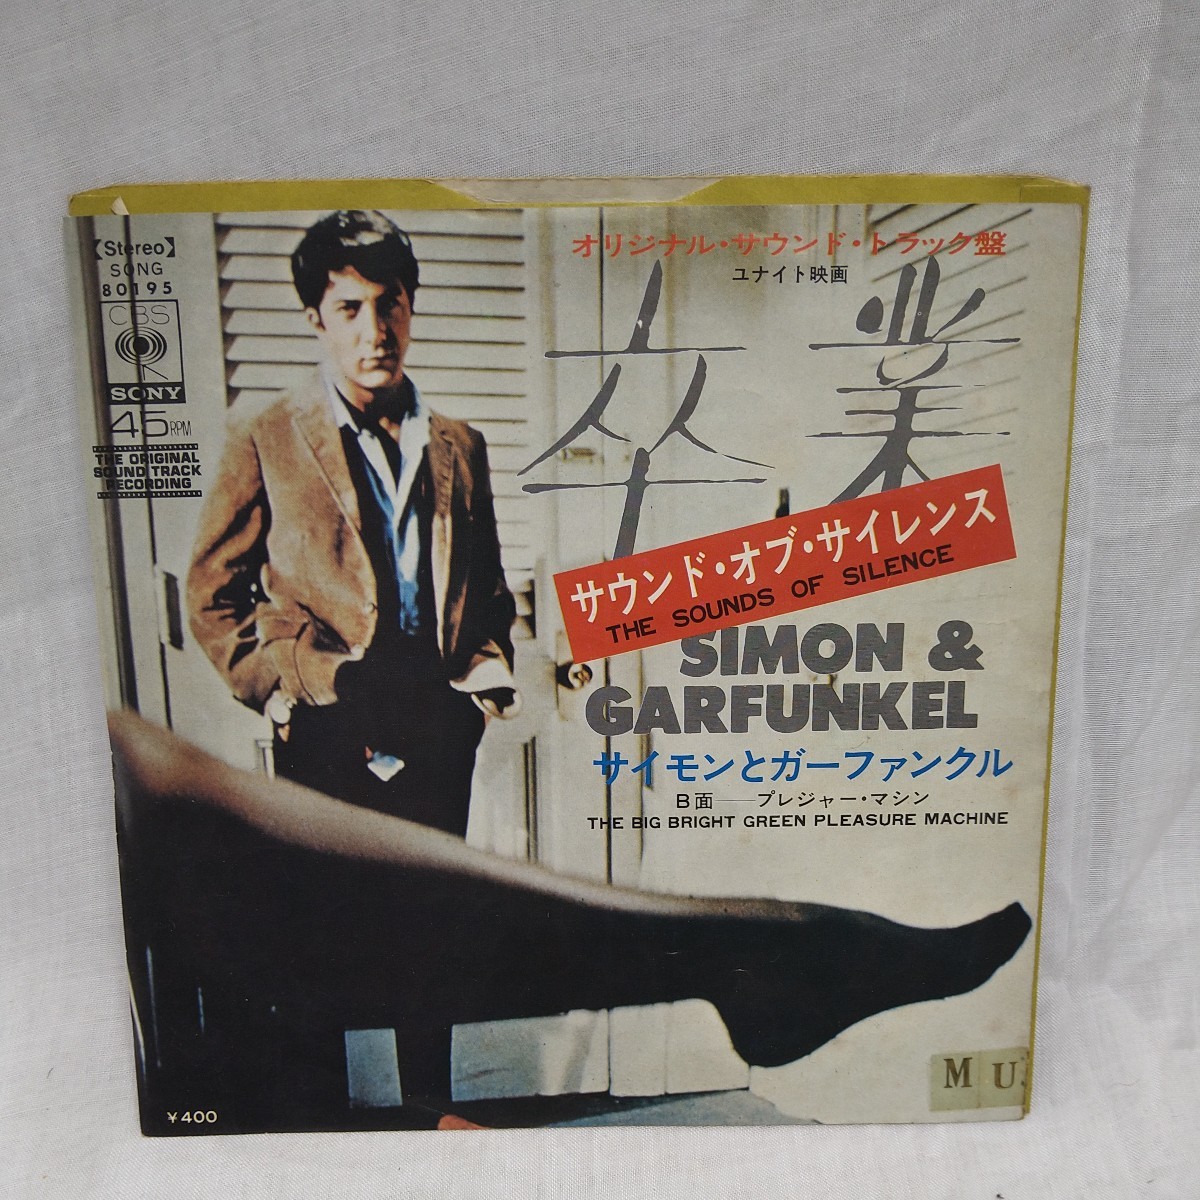 【Stereo】
SONG
80195
CBS
SONY
45RPM
THE ORIGINAL
SOUND TRACK
RECORDING
オリジナル・サウンド・トラック盤
ユナイト映画
卒業
サウンド・オブ・サイレンス
THE SOUNDS OF SILENCE
SIMON &
GARFUNKEL
サイモンとガーファンクル
B面──プレジャー・マシン
THE BIG BRIGHT GREEN PLEASURE MACHINE
M U
¥400